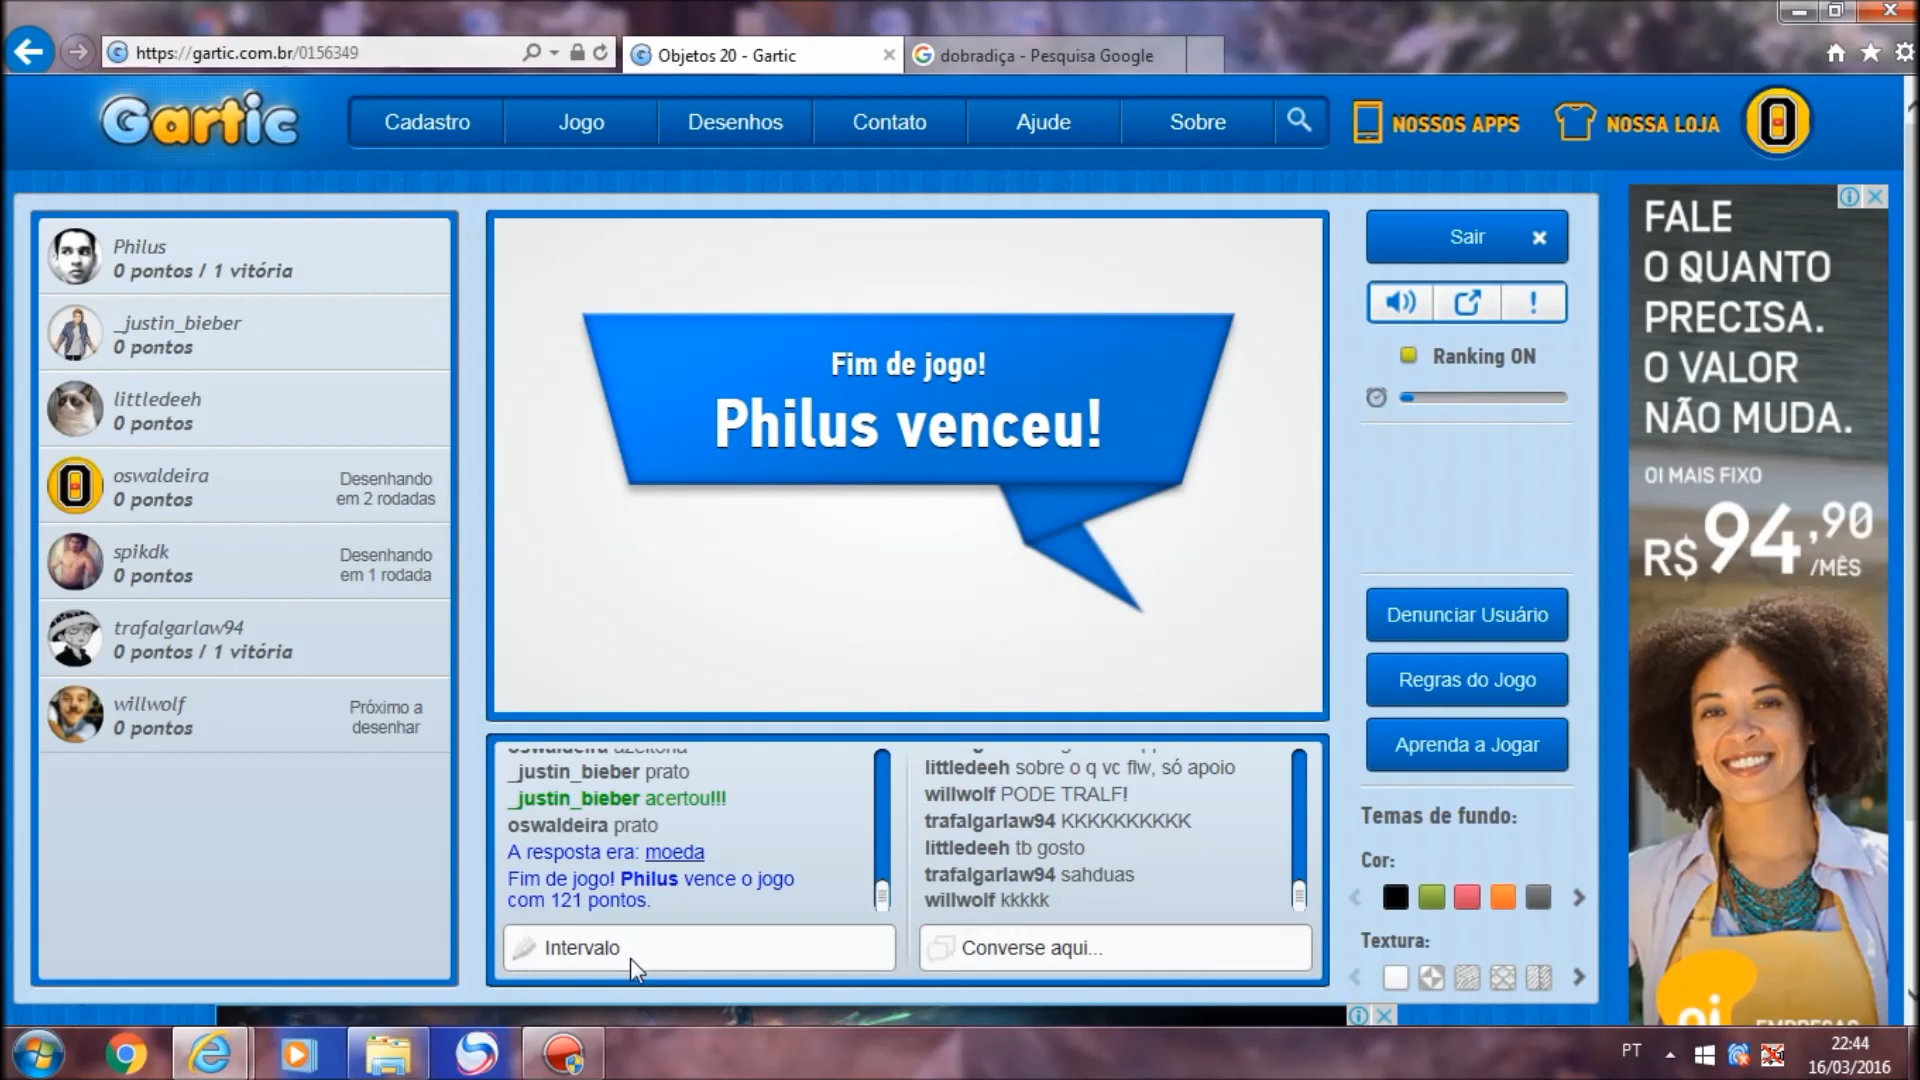 https://gartic.com.br/0156349
Objetos 20 - Gartic
dobradiça - Pesquisa Google
Gartic
Cadastro
Jogo
Desenhos
Contato
Ajude
Sobre
NOSSOS APPS
NOSSA LOJA
Philus
0 pontos / 1 vitória
_justin_bieber
0 pontos
littledeeh
0 pontos
oswaldeira
0 pontos
Desenhando
em 2 rodadas
spikdk
0 pontos
Desenhando
em 1 rodada
trafalgarlaw94
0 pontos / 1 vitória
willwolf
0 pontos
Próximo a
desenhar
Fim de jogo!
Philus venceu!
oswaldeira azeitona
_justin_bieber prato
_justin_bieber acertou!!!
oswaldeira prato
A resposta era: moeda
Fim de jogo! Philus vence o jogo
com 121 pontos.
Intervalo
littledeeh sobre o q vc flw, só apoio
willwolf PODE TRALF!
trafalgarlaw94 KKKKKKKKKK
littledeeh tb gosto
trafalgarlaw94 sahduas
willwolf kkkkk
Converse aqui...
Sair
Ranking ON
Denunciar Usuário
Regras do Jogo
Aprenda a Jogar
Temas de fundo:
Cor:
Textura:
FALE
O QUANTO
PRECISA.
O VALOR
NÃO MUDA.
OI MAIS FIXO
R$ 94,90
/MÊS
oi
EMPRESAS
PT
22:44
16/03/2016